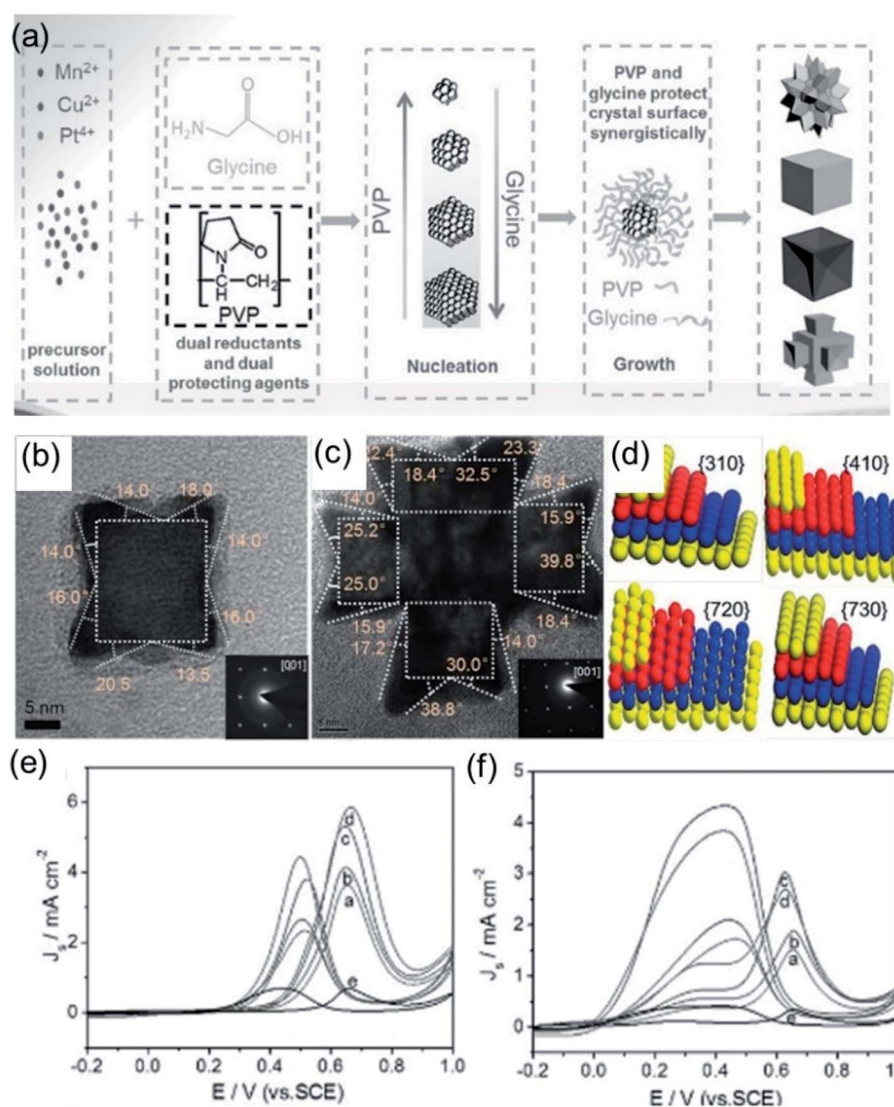 (a)
Mn2+
Cu2+
Pt4+
precursor
solution
+
O
H2N
OH
Glycine
N
O
C
H
CH2
PVP
dual reductants
and dual
protecting agents
PVP
Glycine
Nucleation
PVP and
glycine protect
crystal surface
synergistically
PVP
Glycine
Growth
(b)
14.0
18.0
14.0°
14.0°
16.0°
16.0
20.5
13.5
5 nm
[001]
(c)
22.4
23.3
18.4°
32.5°
14.0
18.4
25.2°
15.9°
25.0°
39.8°
15.9°
18.4°
17.2°
14.0°
30.0°
38.8°
5 nm
[001]
(d)
{310}
{410}
{720}
{730}
(e)
Js / mA cm-2
6
4
2
0
d
c
b
a
e
-0.2 0.0 0.2 0.4 0.6 0.8 1.0
E / V (vs.SCE)
(f)
Js / mA cm-2
5
4
3
2
1
0
c
d
b
a
e
-0.2 0.0 0.2 0.4 0.6 0.8
E / V (vs.SCE)